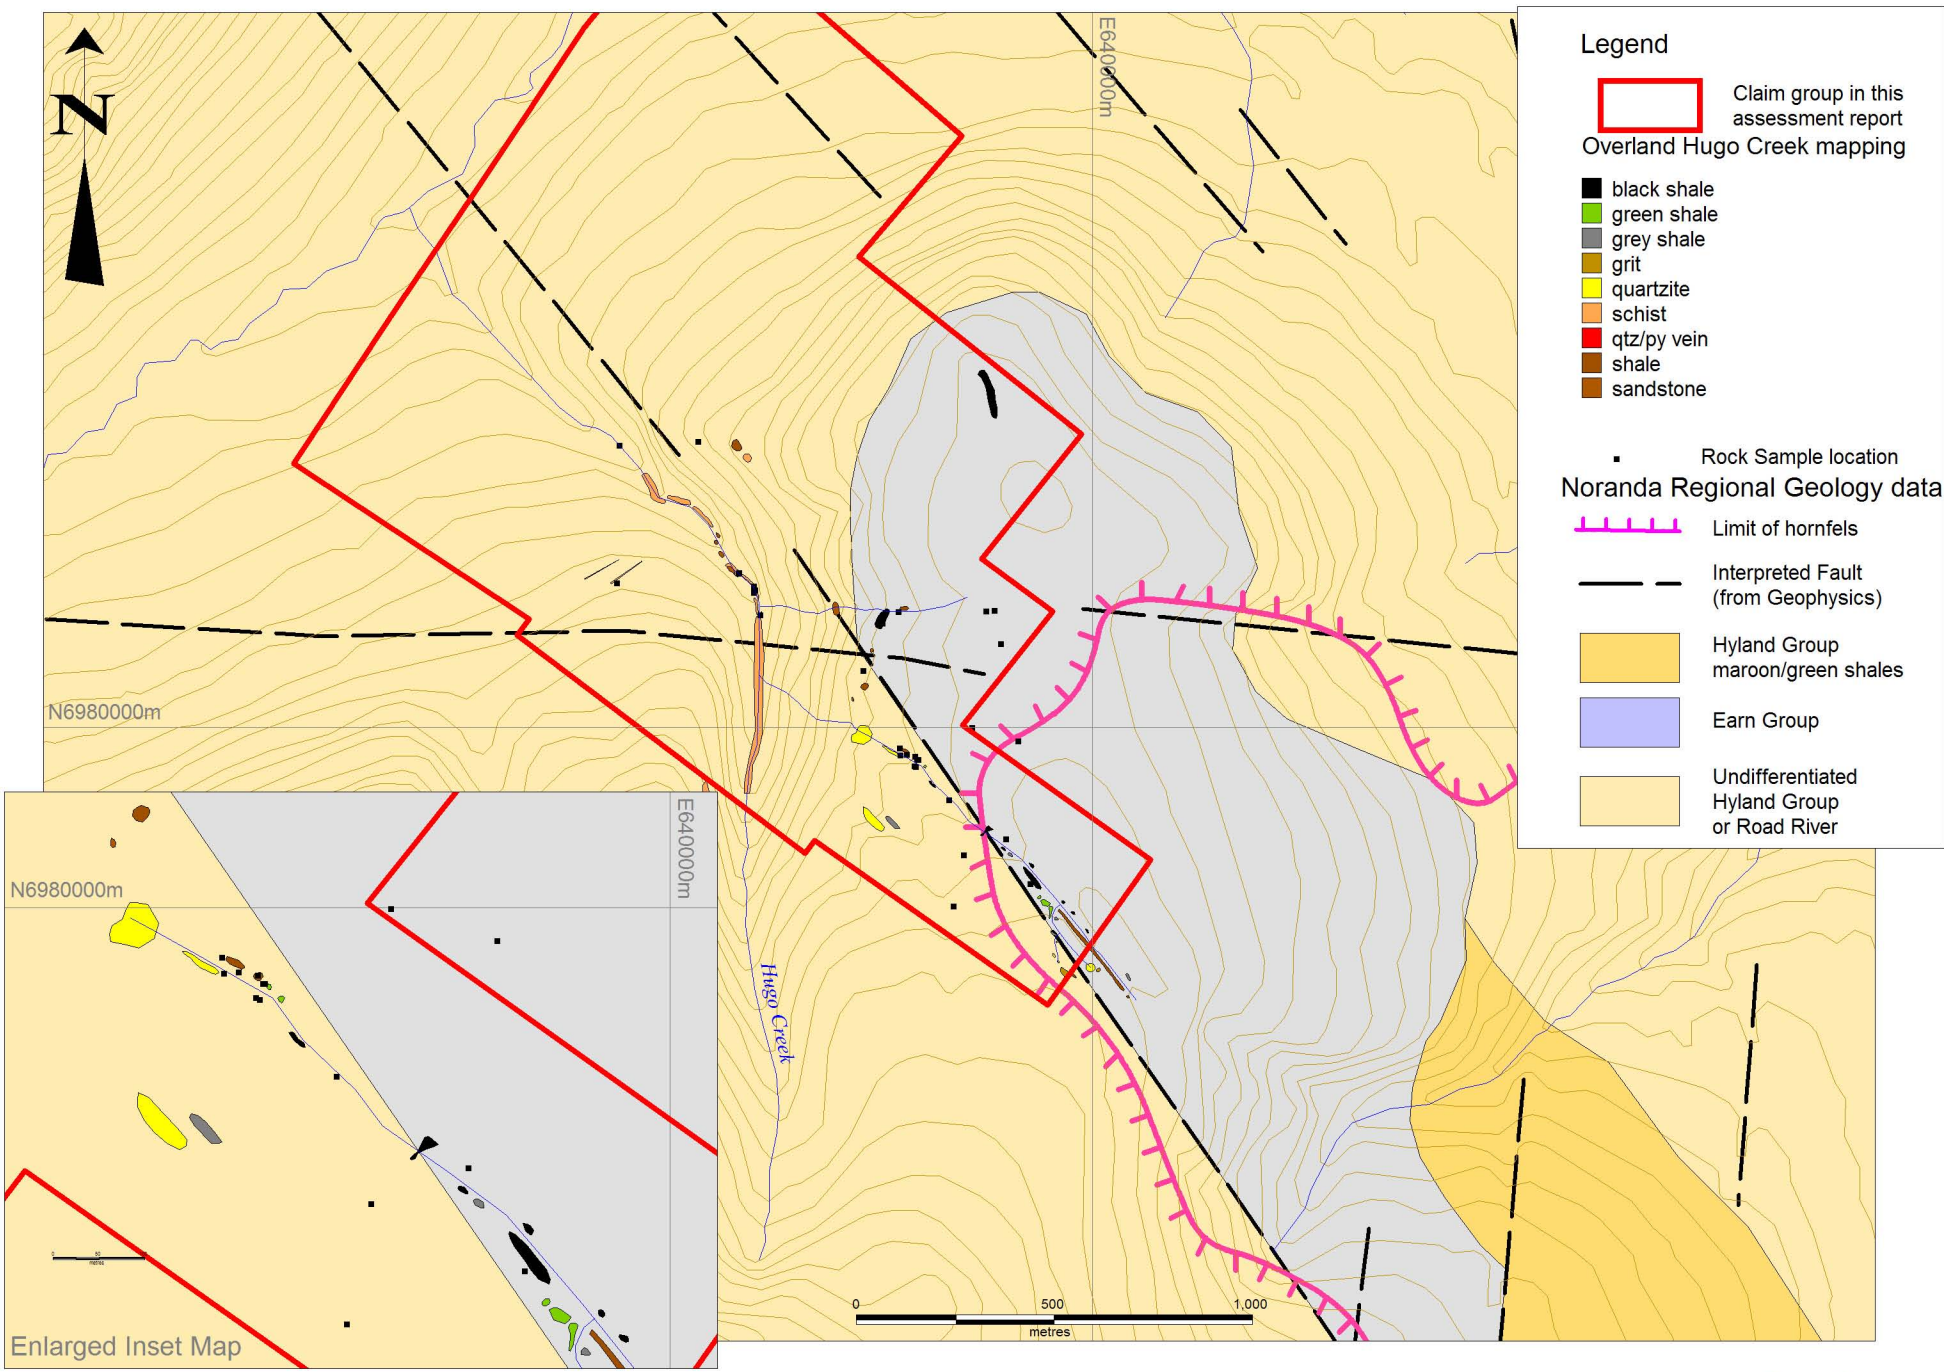 N
E640000m
Legend
Claim group in this
assessment report
Overland Hugo Creek mapping
black shale
green shale
grey shale
grit
quartzite
schist
qtz/py vein
shale
sandstone
Rock Sample location
Noranda Regional Geology data
Limit of hornfels
Interpreted Fault
(from Geophysics)
Hyland Group
maroon/green shales
Earn Group
Undifferentiated
Hyland Group
or Road River
N6980000m
Hugo Creek
0 500 1,000
metres
E640000m
N6980000m
0 50
metres
Enlarged Inset Map